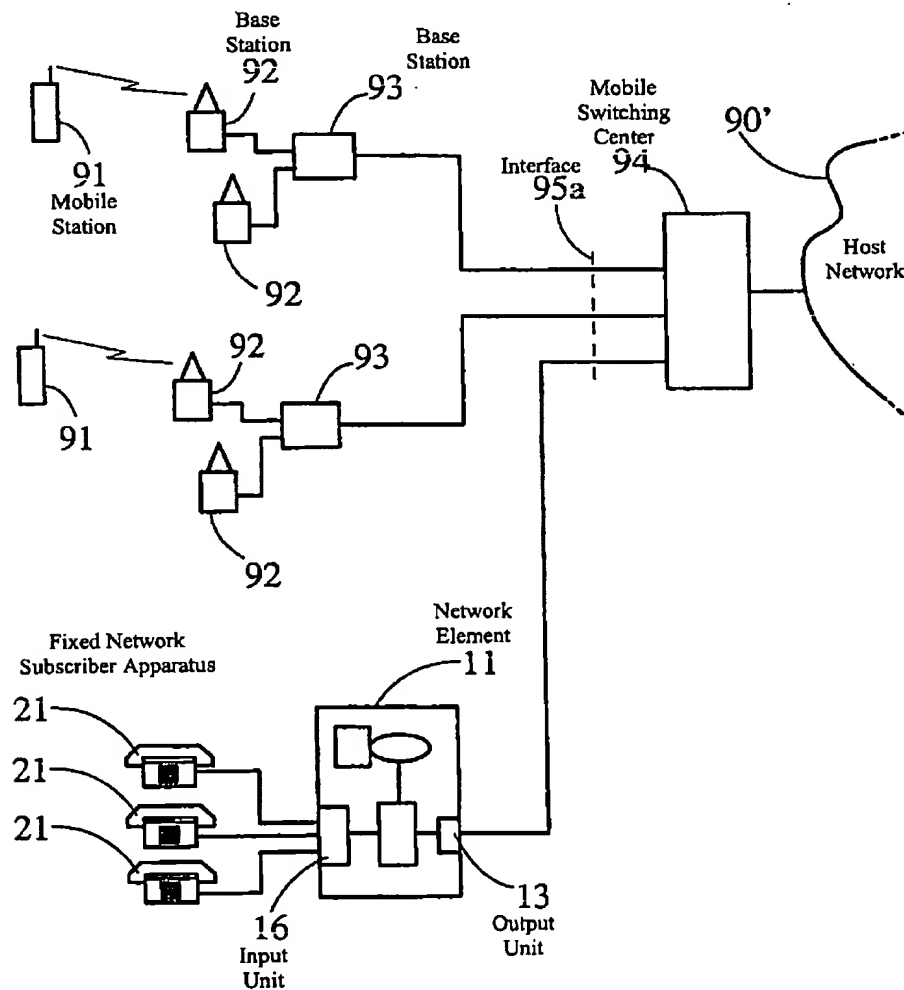 Base
Station
92
Base
Station
93
91
Mobile
Station
92
Mobile
Switching
Center
94
Interface
95a
90’
Host
Network
92
93
91
92
Fixed Network
Subscriber Apparatus
21
21
21
Network
Element
11
16
Input
Unit
13
Output
Unit